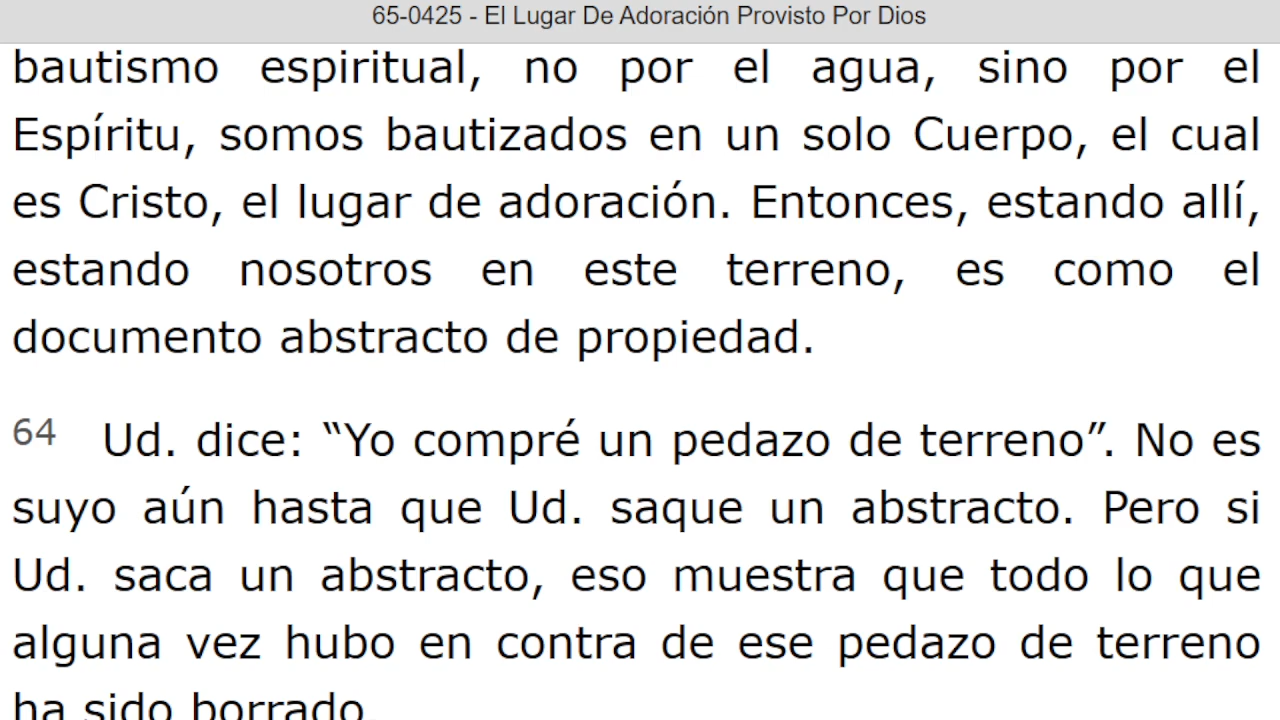 65-0425 - El Lugar De Adoración Provisto Por Dios
bautismo espiritual, no por el agua, sino por el
Espíritu, somos bautizados en un solo Cuerpo, el cual
es Cristo, el lugar de adoración. Entonces, estando allí,
estando nosotros en este terreno, es como el
documento abstracto de propiedad.
64 Ud. dice: “Yo compré un pedazo de terreno”. No es
suyo aún hasta que Ud. saque un abstracto. Pero si
Ud. saca un abstracto, eso muestra que todo lo que
alguna vez hubo en contra de ese pedazo de terreno
ha sido borrado.